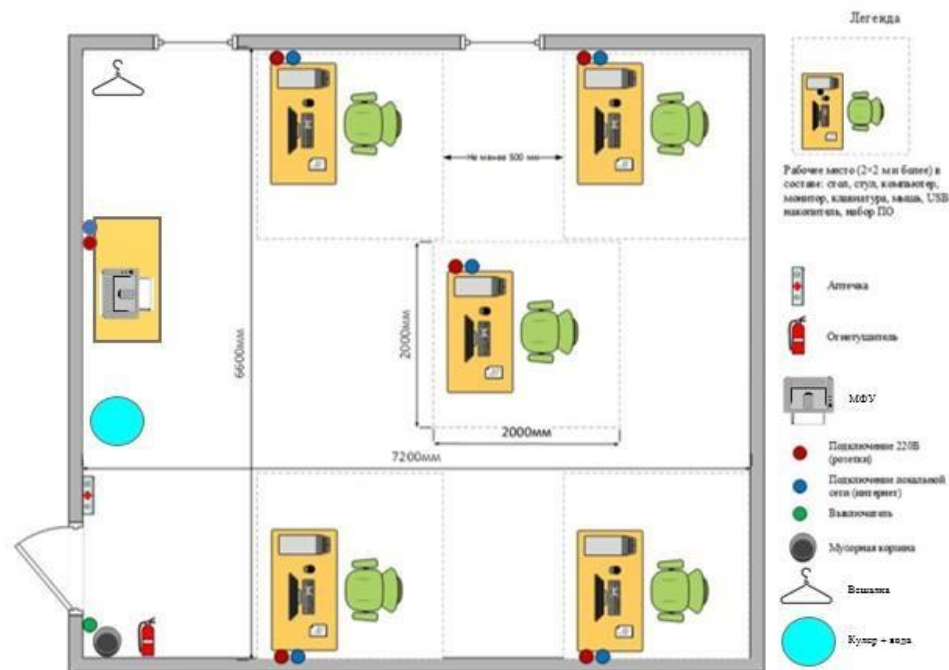 Легенда
Не менее 500 мм
Рабочее место (2×2 м и более) в
составе: стол, стул, компьютер,
монитор, клавиатура, мышь, USB
накопитель, набор ПО
Аптечка
6600мм
2000мм
Огнетушитель
МФУ
2000мм
7200мм
Подключение 220В
(розетки)
Подключение локальной
сети (интернет)
Выключатель
Мусорная корзина
Вешалка
Кулер + вода